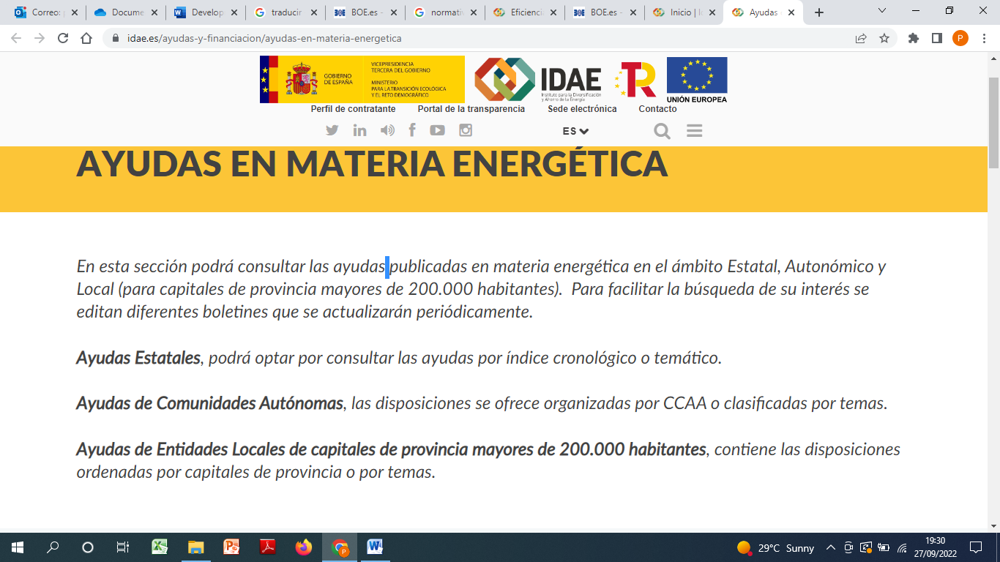 Correo: Docume Develop traducir BOE.es - normativ Eficienci BOE.es - Inicio | I Ayudas
idae.es/ayudas-y-financiacion/ayudas-en-materia-energetica
P
GOBIERNO
DE ESPAÑA
VICEPRESIDENCIA
TERCERA DEL GOBIERNO
MINISTERIO
PARA LA TRANSICIÓN ECOLÓGICA
Y EL RETO DEMOGRÁFICO
IDAE
Instituto para la Diversificación
y Ahorro de la Energía
TR
UNIÓN EUROPEA
Perfil de contratante Portal de la transparencia Sede electrónica Contacto
ES
AYUDAS EN MATERIA ENERGÉTICA
En esta sección podrá consultar las ayudas publicadas en materia energética en el ámbito Estatal, Autonómico y
Local (para capitales de provincia mayores de 200.000 habitantes).  Para facilitar la búsqueda de su interés se
editan diferentes boletines que se actualizarán periódicamente.
Ayudas Estatales, podrá optar por consultar las ayudas por índice cronológico o temático.
Ayudas de Comunidades Autónomas, las disposiciones se ofrece organizadas por CCAA o clasificadas por temas.
Ayudas de Entidades Locales de capitales de provincia mayores de 200.000 habitantes, contiene las disposiciones
ordenadas por capitales de provincia o por temas.
29°C Sunny
19:30
27/09/2022